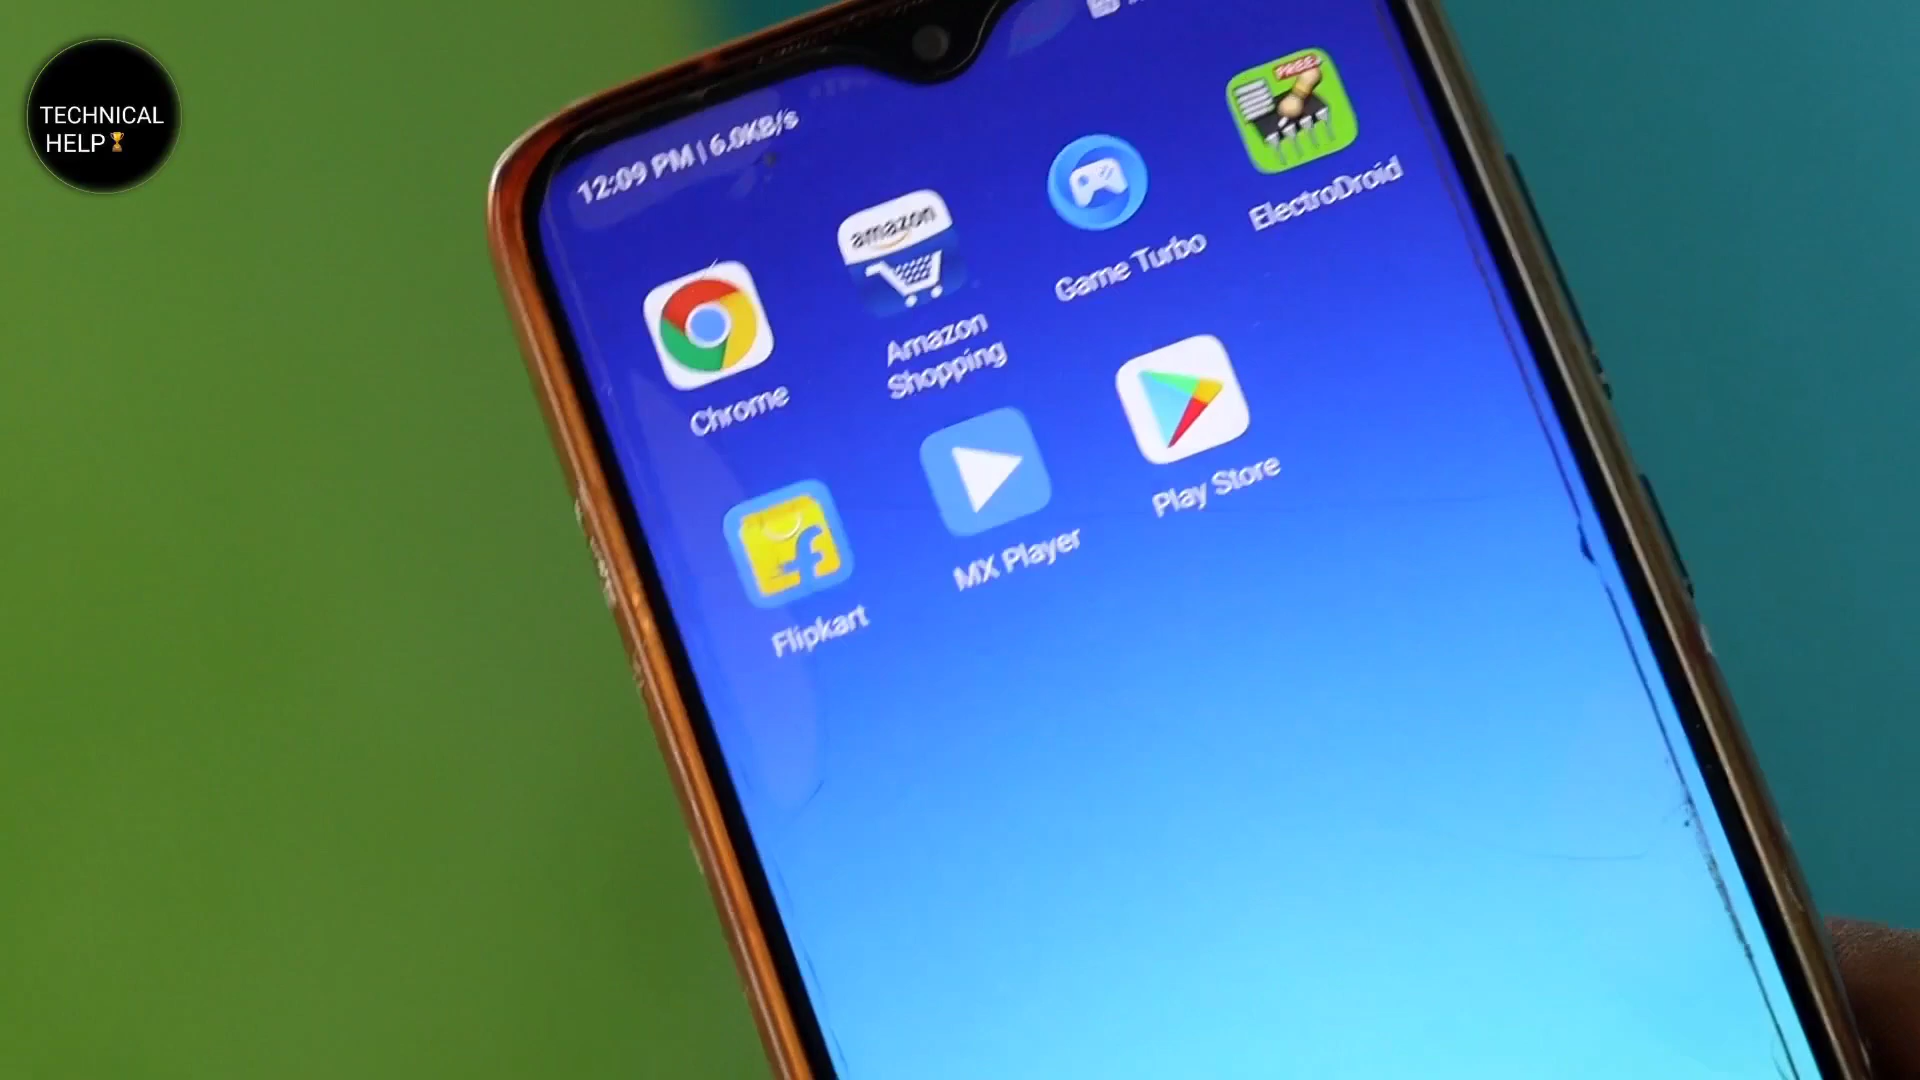 TECHNICAL
HELP🏆
12:09 PM | 6.0KB/s
amazon
FREE
Chrome
Amazon
Shopping
Game Turbo
ElectroDroid
Flipkart
MX Player
Play Store